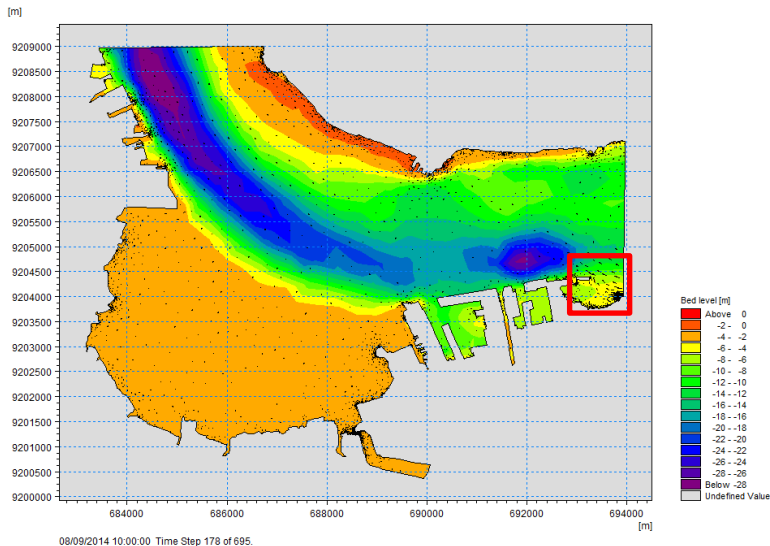 [m]
9209000
9208500
9208000
9207500
9207000
9206500
9206000
9205500
9205000
9204500
9204000
9203500
9203000
9202500
9202000
9201500
9201000
9200500
9200000
684000 686000 688000 690000 692000 694000
[m]
08/09/2014 10:00:00 Time Step 178 of 695.
Bed level [m]
Above 0
-2 - 0
-4 - -2
-6 - -4
-8 - -6
-10 - -8
-12 - -10
-14 - -12
-16 - -14
-18 - -16
-20 - -18
-22 - -20
-24 - -22
-26 - -24
-28 - -26
Below -28
Undefined Value